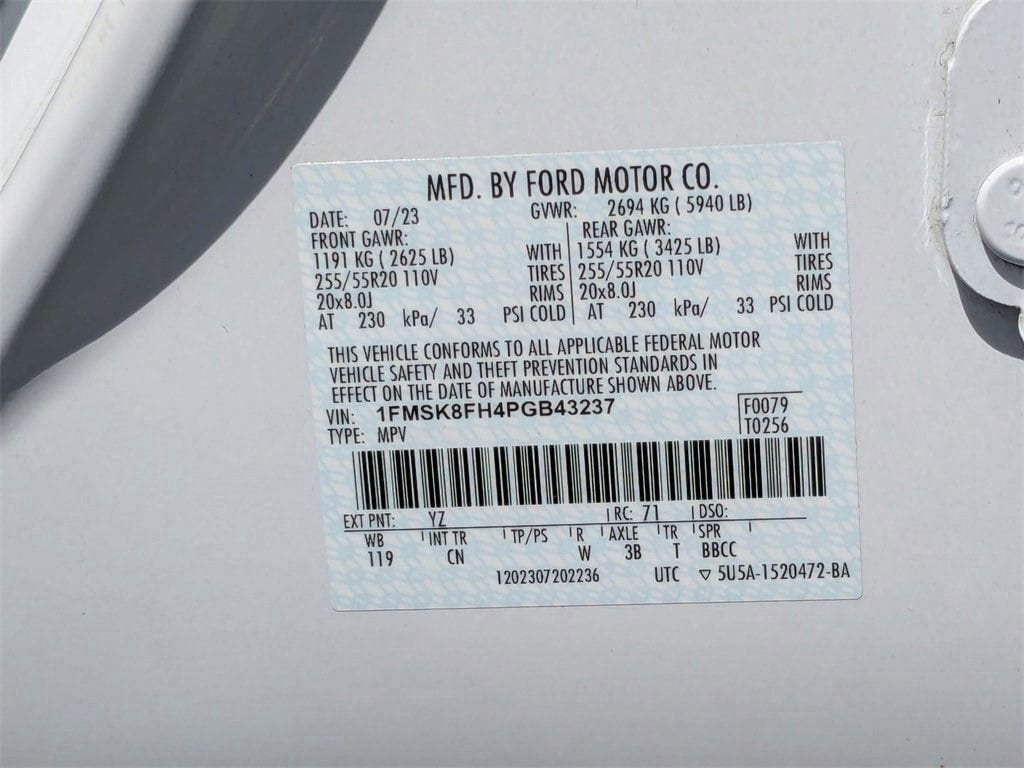 MFD. BY FORD MOTOR CO.
DATE: 07/23 GVWR: 2694 KG ( 5940 LB)
FRONT GAWR: REAR GAWR:
1191 KG ( 2625 LB) WITH 1554 KG ( 3425 LB) WITH
255/55R20 110V TIRES 255/55R20 110V TIRES
20x8.0J RIMS 20x8.0J RIMS
AT 230 kPa/ 33 PSI COLD AT 230 kPa/ 33 PSI COLD
THIS VEHICLE CONFORMS TO ALL APPLICABLE FEDERAL MOTOR
VEHICLE SAFETY AND THEFT PREVENTION STANDARDS IN
EFFECT ON THE DATE OF MANUFACTURE SHOWN ABOVE.
VIN: 1FMSK8FH4PGB43237 F0079
TYPE: MPV T0256
EXT PNT: YZ RC: 71 DSO:
WB INT TR TP/PS R AXLE TR SPR
119 CN W 3B T BBCC
1202307202236 UTC ▽ 5U5A-1520472-BA